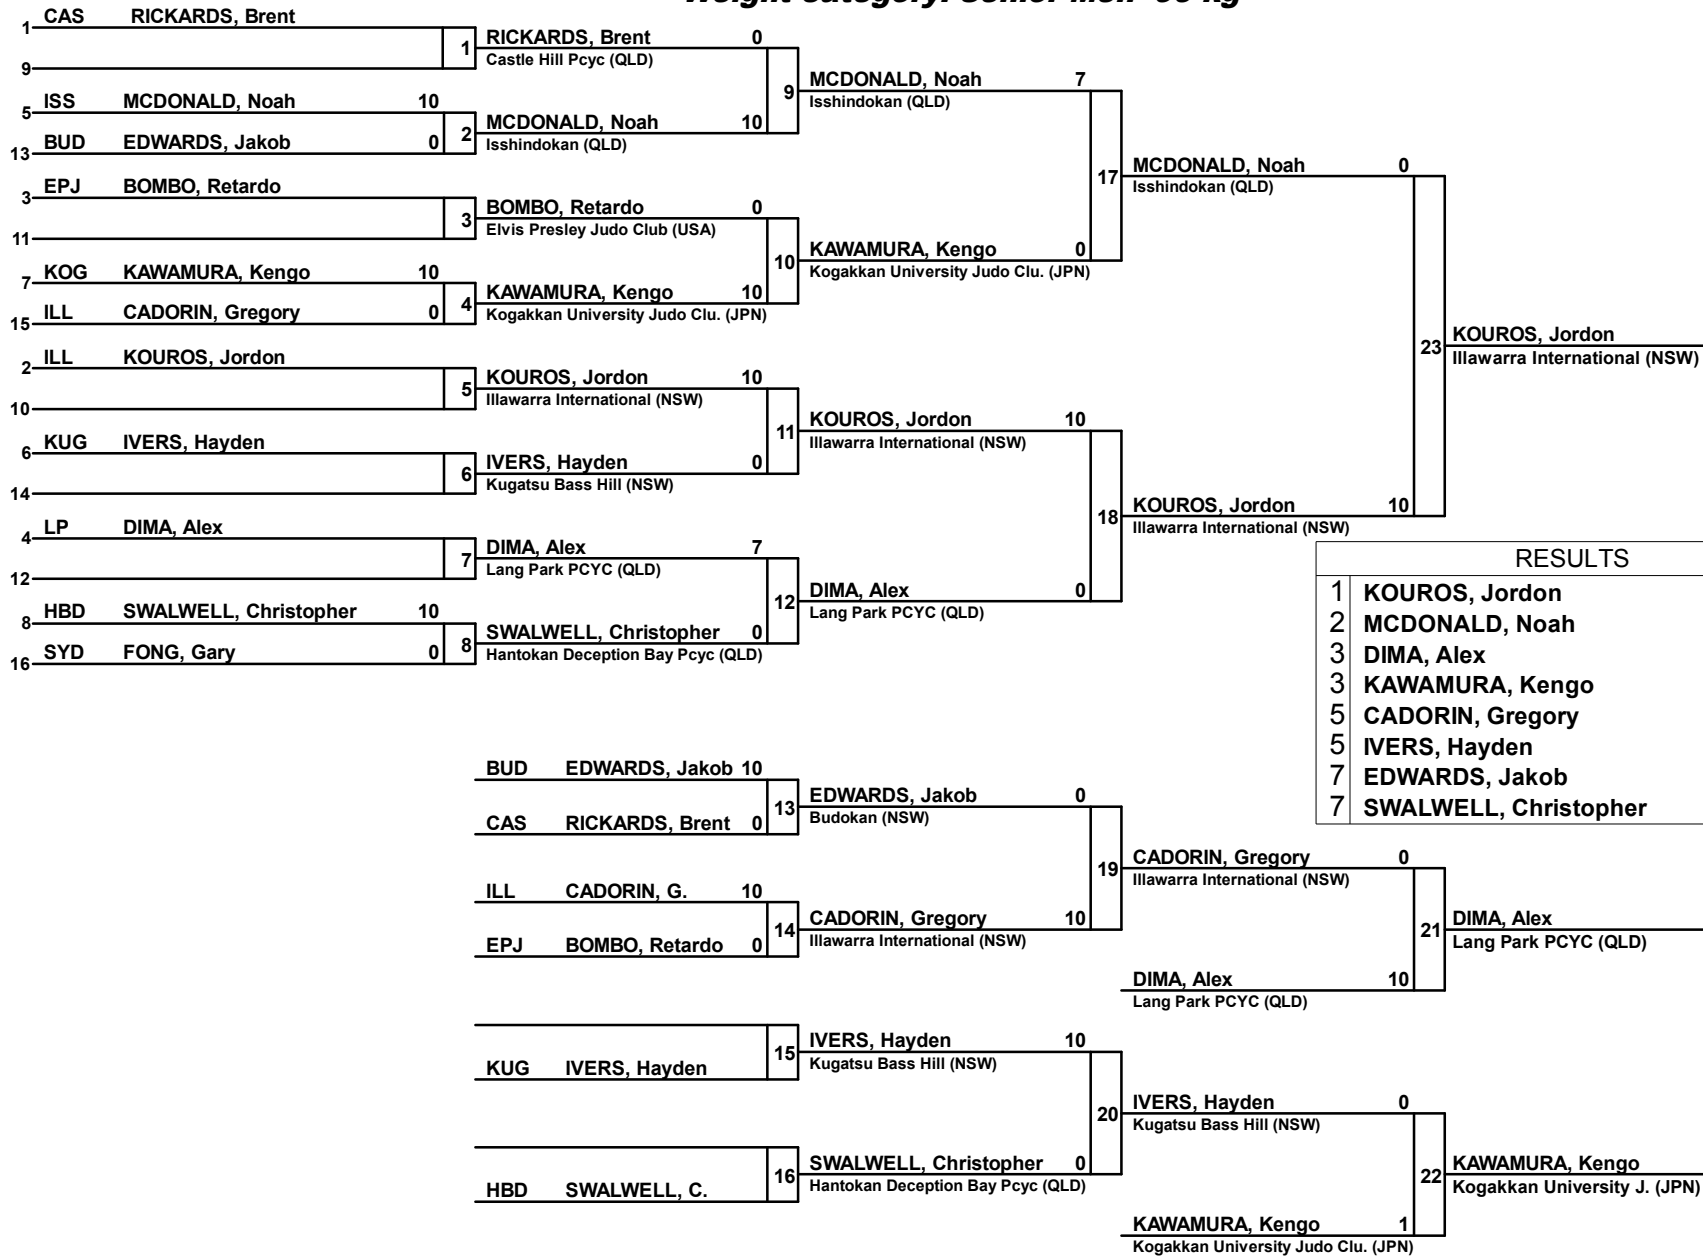 Weight Category: Senior Men kg
1 CAS RICKARDS, Brent
9
1
5 ISS MCDONALD, Noah 10
13 BUD EDWARDS, Jakob 0
2
3 EPJ BOMBO, Retardo
11
3
7 KOG KAWAMURA, Kengo 10
15 ILL CADORIN, Gregory 0
4
2 ILL KOUROS, Jordon
10
5
6 KUG IVERS, Hayden
14
6
4 LP DIMA, Alex
12
7
8 HBD SWALWELL, Christopher 10
16 SYD FONG, Gary 0
8
RICKARDS, Brent 0
Castle Hill Pcyc (QLD)
MCDONALD, Noah 10
Isshindokan (QLD)
9
BOMBO, Retardo 0
Elvis Presley Judo Club (USA)
KAWAMURA, Kengo 10
Kogakkan University Judo Clu. (JPN)
10
KOUROS, Jordon 10
Illawarra International (NSW)
IVERS, Hayden 0
Kugatsu Bass Hill (NSW)
11
DIMA, Alex 7
Lang Park PCYC (QLD)
SWALWELL, Christopher 0
Hantokan Deception Bay Pcyc (QLD)
12
MCDONALD, Noah 7
Isshindokan (QLD)
KAWAMURA, Kengo 0
Kogakkan University Judo Clu. (JPN)
17
KOUROS, Jordon 10
Illawarra International (NSW)
DIMA, Alex 0
Lang Park PCYC (QLD)
18
MCDONALD, Noah 0
Isshindokan (QLD)
KOUROS, Jordon 10
Illawarra International (NSW)
23
KOUROS, Jordon
Illawarra International (NSW)
RESULTS
1 KOUROS, Jordon
2 MCDONALD, Noah
3 DIMA, Alex
3 KAWAMURA, Kengo
5 CADORIN, Gregory
5 IVERS, Hayden
7 EDWARDS, Jakob
7 SWALWELL, Christopher
BUD EDWARDS, Jakob 10
CAS RICKARDS, Brent 0
13
ILL CADORIN, G. 10
EPJ BOMBO, Retardo 0
14
KUG IVERS, Hayden
15
HBD SWALWELL, C.
16
EDWARDS, Jakob 0
Budokan (NSW)
CADORIN, Gregory 10
Illawarra International (NSW)
19
IVERS, Hayden 10
Kugatsu Bass Hill (NSW)
SWALWELL, Christopher 0
Hantokan Deception Bay Pcyc (QLD)
20
CADORIN, Gregory 0
Illawarra International (NSW)
DIMA, Alex 10
Lang Park PCYC (QLD)
21
IVERS, Hayden 0
Kugatsu Bass Hill (NSW)
KAWAMURA, Kengo 1
Kogakkan University Judo Clu. (JPN)
22
DIMA, Alex
Lang Park PCYC (QLD)
KAWAMURA, Kengo
Kogakkan University J. (JPN)